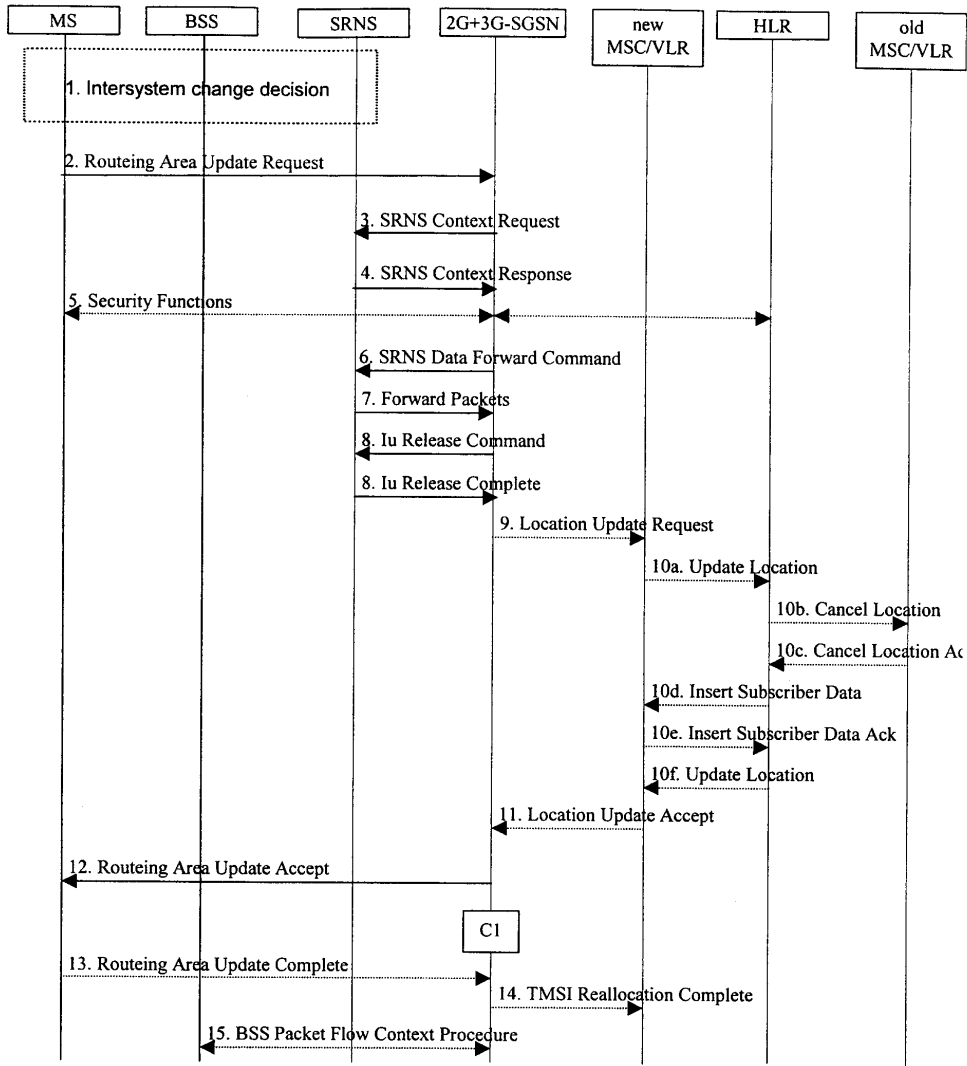 MS
BSS
SRNS
2G+3G-SGSN
new
MSC/VLR
HLR
old
MSC/VLR
1. Intersystem change decision
2. Routeing Area Update Request
3. SRNS Context Request
4. SRNS Context Response
5. Security Functions
6. SRNS Data Forward Command
7. Forward Packets
8. Iu Release Command
8. Iu Release Complete
9. Location Update Request
10a. Update Location
10b. Cancel Location
10c. Cancel Location Ac
10d. Insert Subscriber Data
10e. Insert Subscriber Data Ack
10f. Update Location
11. Location Update Accept
12. Routeing Area Update Accept
C1
13. Routeing Area Update Complete
14. TMSI Reallocation Complete
15. BSS Packet Flow Context Procedure